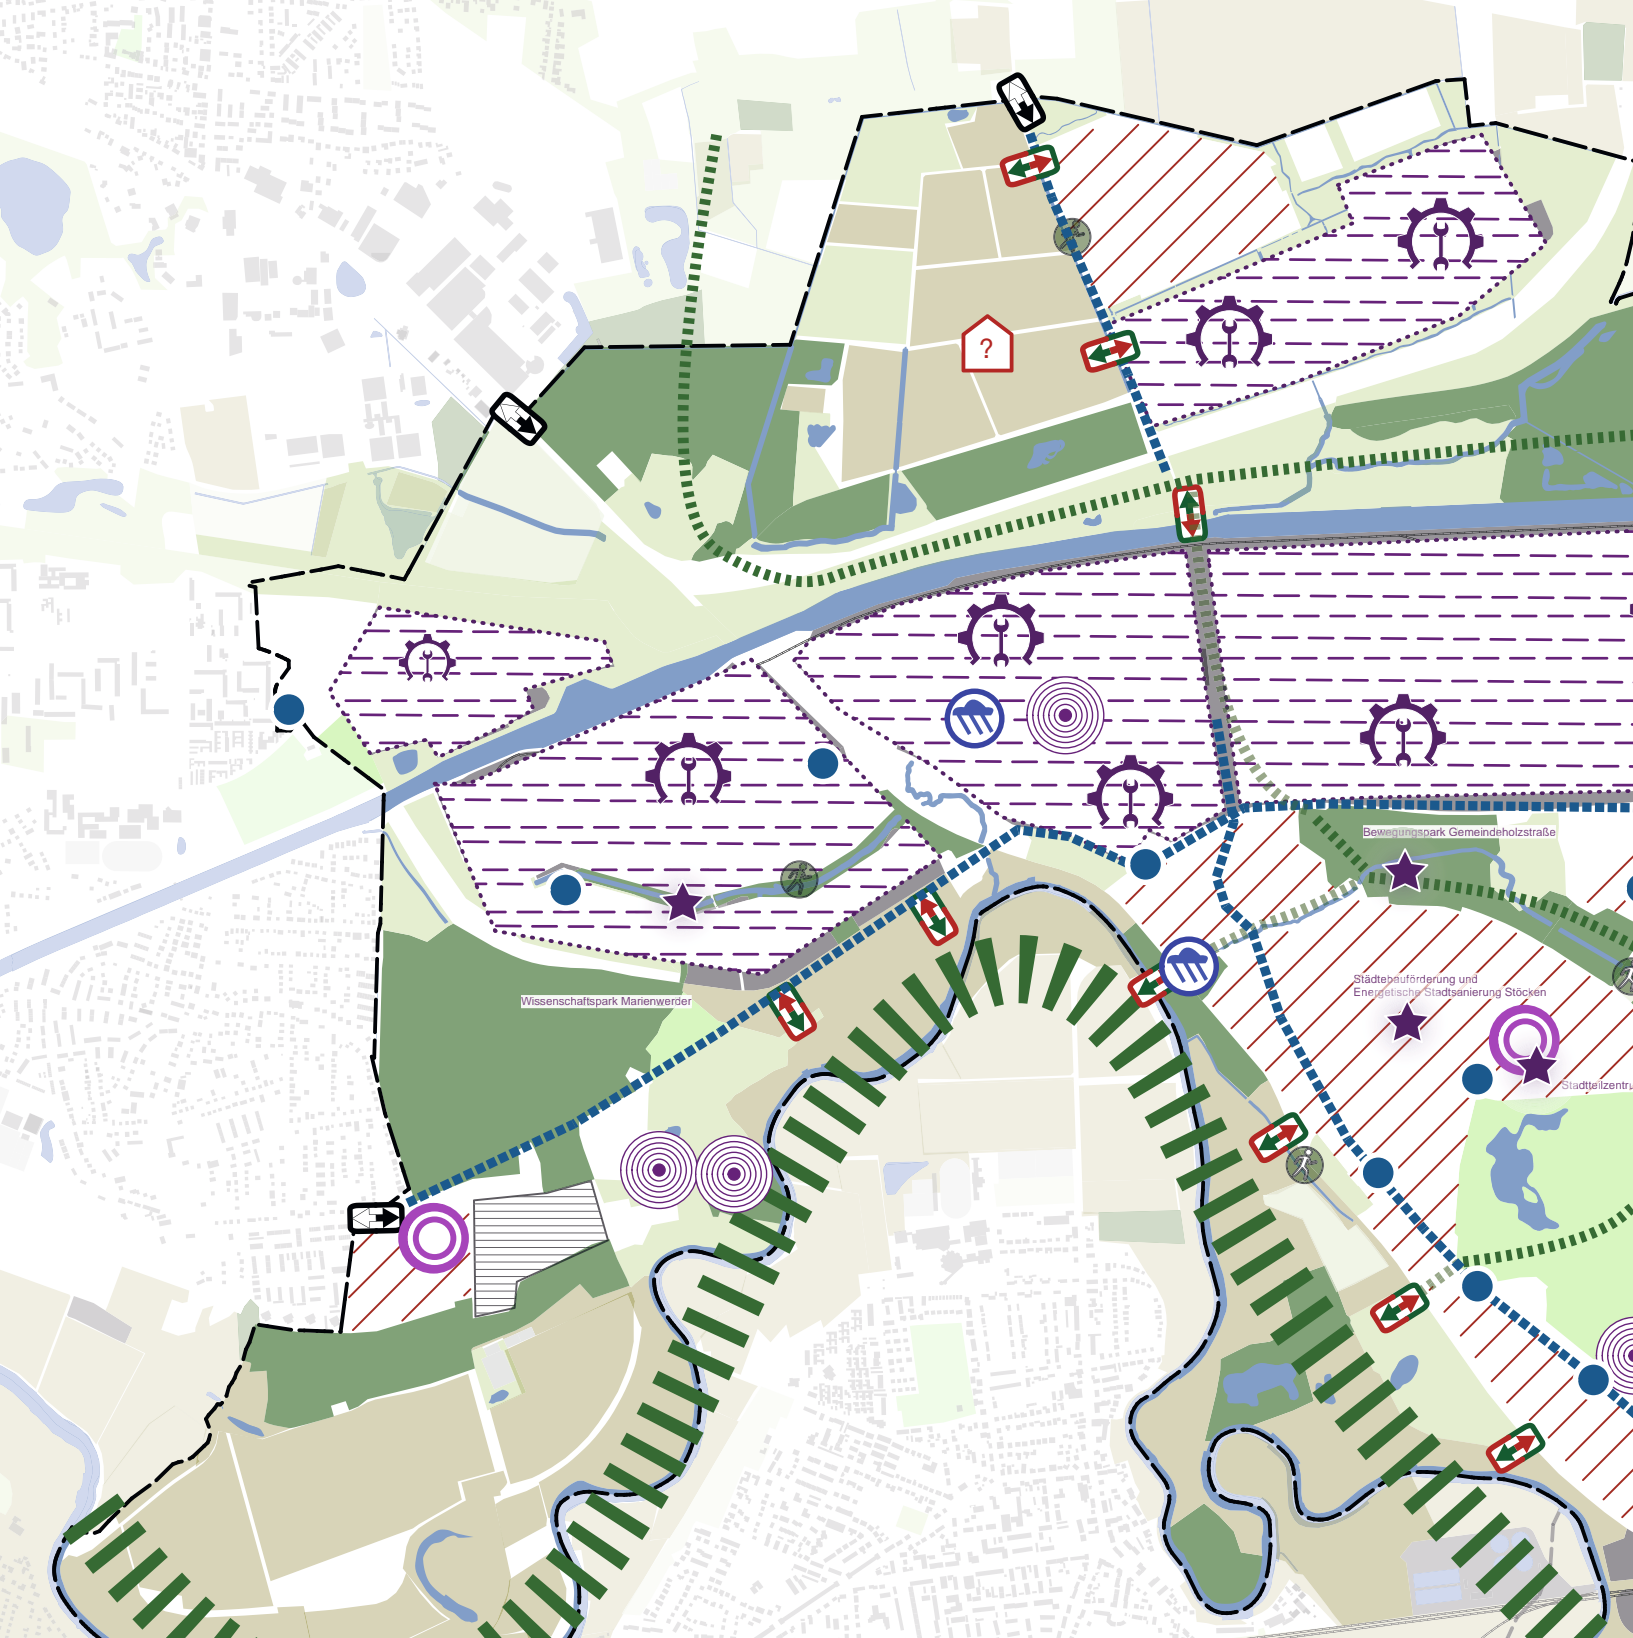 ?
Bewegungspark Gemeindeholzstraße
Städtebauförderung und
Energetische Stadtsanierung Stöcken
Wissenschaftspark Marienwerder
Stadtteilzentru